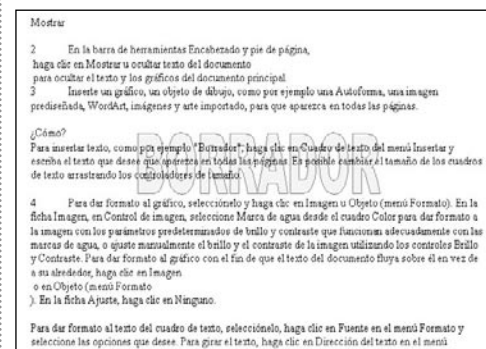 Mostrar
2 En la barra de herramientas Encabezado y pie de página,
haga clic en Mostrar u ocultar texto del documento
para ocultar el texto y los gráficos del documento principal.
3 Inserte un gráfico, un objeto de dibujo, como por ejemplo una Autoforma, una imagen
prediseñada, WordArt, imágenes y arte importado, para que aparezca en todas las páginas.
¿Cómo?
Para insertar texto, como por ejemplo "Borrador", haga clic en Cuadro de texto del menú Insertar y
escriba el texto que desee que aparezca en todas las páginas. Es posible cambiar el tamaño de los cuadros
de texto arrastrando los controladores de tamaño.
BORRADOR
4 Para dar formato al gráfico, selecciónelo y haga clic en Imagen u Objeto (menú Formato). En la
ficha Imagen, en Control de imagen, seleccione Marca de agua desde el cuadro Color para dar formato a
la imagen con los parámetros predeterminados de brillo y contraste que funcionan adecuadamente con las
marcas de agua, o ajuste manualmente el brillo y el contraste de la imagen utilizando los controles Brillo
y Contraste. Para dar formato al gráfico con el fin de que el texto del documento fluya sobre él en vez de
a su alrededor, haga clic en Imagen
o en Objeto (menú Formato
). En la ficha Ajuste, haga clic en Ninguno.
Para dar formato al texto del cuadro de texto, selecciónelo, haga clic en Fuente en el menú Formato y
seleccione las opciones que desee. Para girar el texto, haga clic en Dirección del texto en el menú